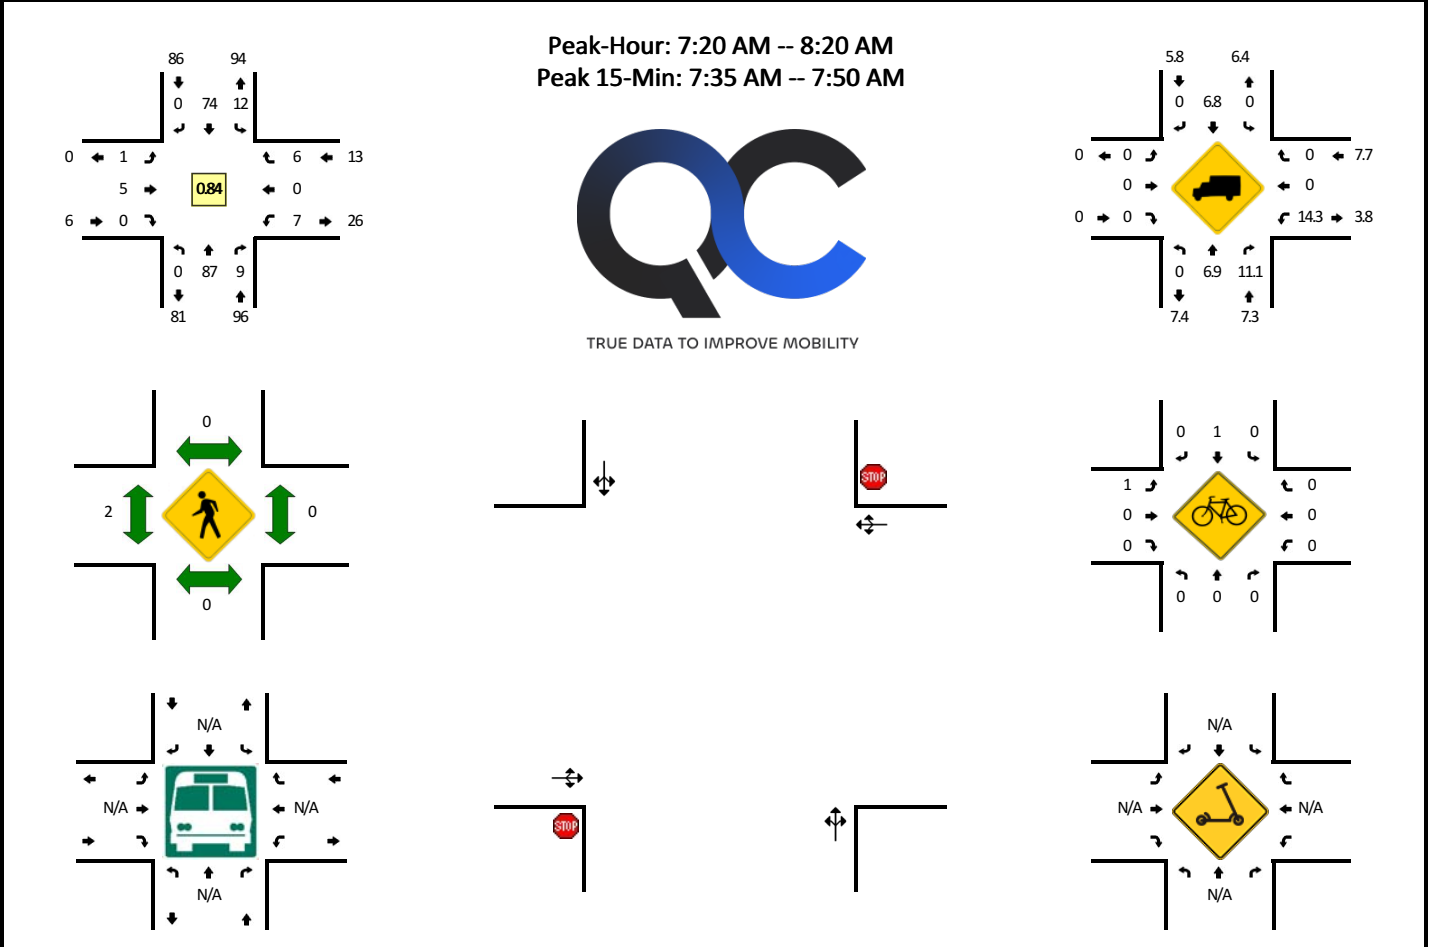 Peak-Hour: 7:20 AM -- 8:20 AM
Peak 15-Min: 7:35 AM -- 7:50 AM
86 94
0 74 12
0 1 6 13
5 0.84 0
6 0 7 26
0 87 9
81 96
TRUE DATA TO IMPROVE MOBILITY
5.8 6.4
0 6.8 0
0 0 0 7.7
0 0
0 0 14.3 3.8
0 6.9 11.1
7.4 7.3
0
2 0
0
STOP
STOP
0 1 0
1 0
0 0
0 0
0 0 0
N/A
N/A N/A
N/A
N/A
N/A N/A
N/A